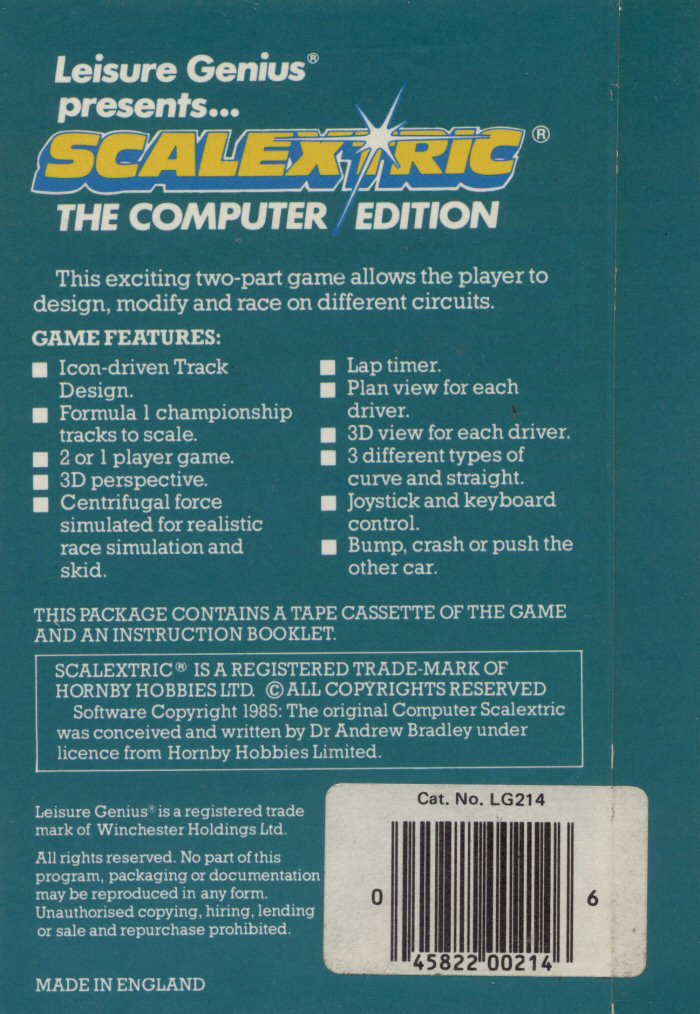 Leisure Genius®
presents...
SCALEXTRIC®
THE COMPUTER EDITION
This exciting two-part game allows the player to
design, modify and race on different circuits.
GAME FEATURES:
■ Icon-driven Track
Design.
■ Formula 1 championship
tracks to scale.
■ 2 or 1 player game.
■ 3D perspective.
■ Centrifugal force
simulated for realistic
race simulation and
skid.
■ Lap timer.
■ Plan view for each
driver.
■ 3D view for each driver.
■ 3 different types of
curve and straight.
■ Joystick and keyboard
control.
■ Bump, crash or push the
other car.
THIS PACKAGE CONTAINS A TAPE CASSETTE OF THE GAME
AND AN INSTRUCTION BOOKLET.
SCALEXTRIC® IS A REGISTERED TRADE-MARK OF
HORNBY HOBBIES LTD. © ALL COPYRIGHTS RESERVED
Software Copyright 1985: The original Computer Scalextric
was conceived and written by Dr Andrew Bradley under
licence from Hornby Hobbies Limited.
Leisure Genius® is a registered trade
mark of Winchester Holdings Ltd.
All rights reserved. No part of this
program, packaging or documentation
may be reproduced in any form.
Unauthorised copying, hiring, lending
or sale and repurchase prohibited.
MADE IN ENGLAND
Cat. No. LG214
0 45822 00214 6